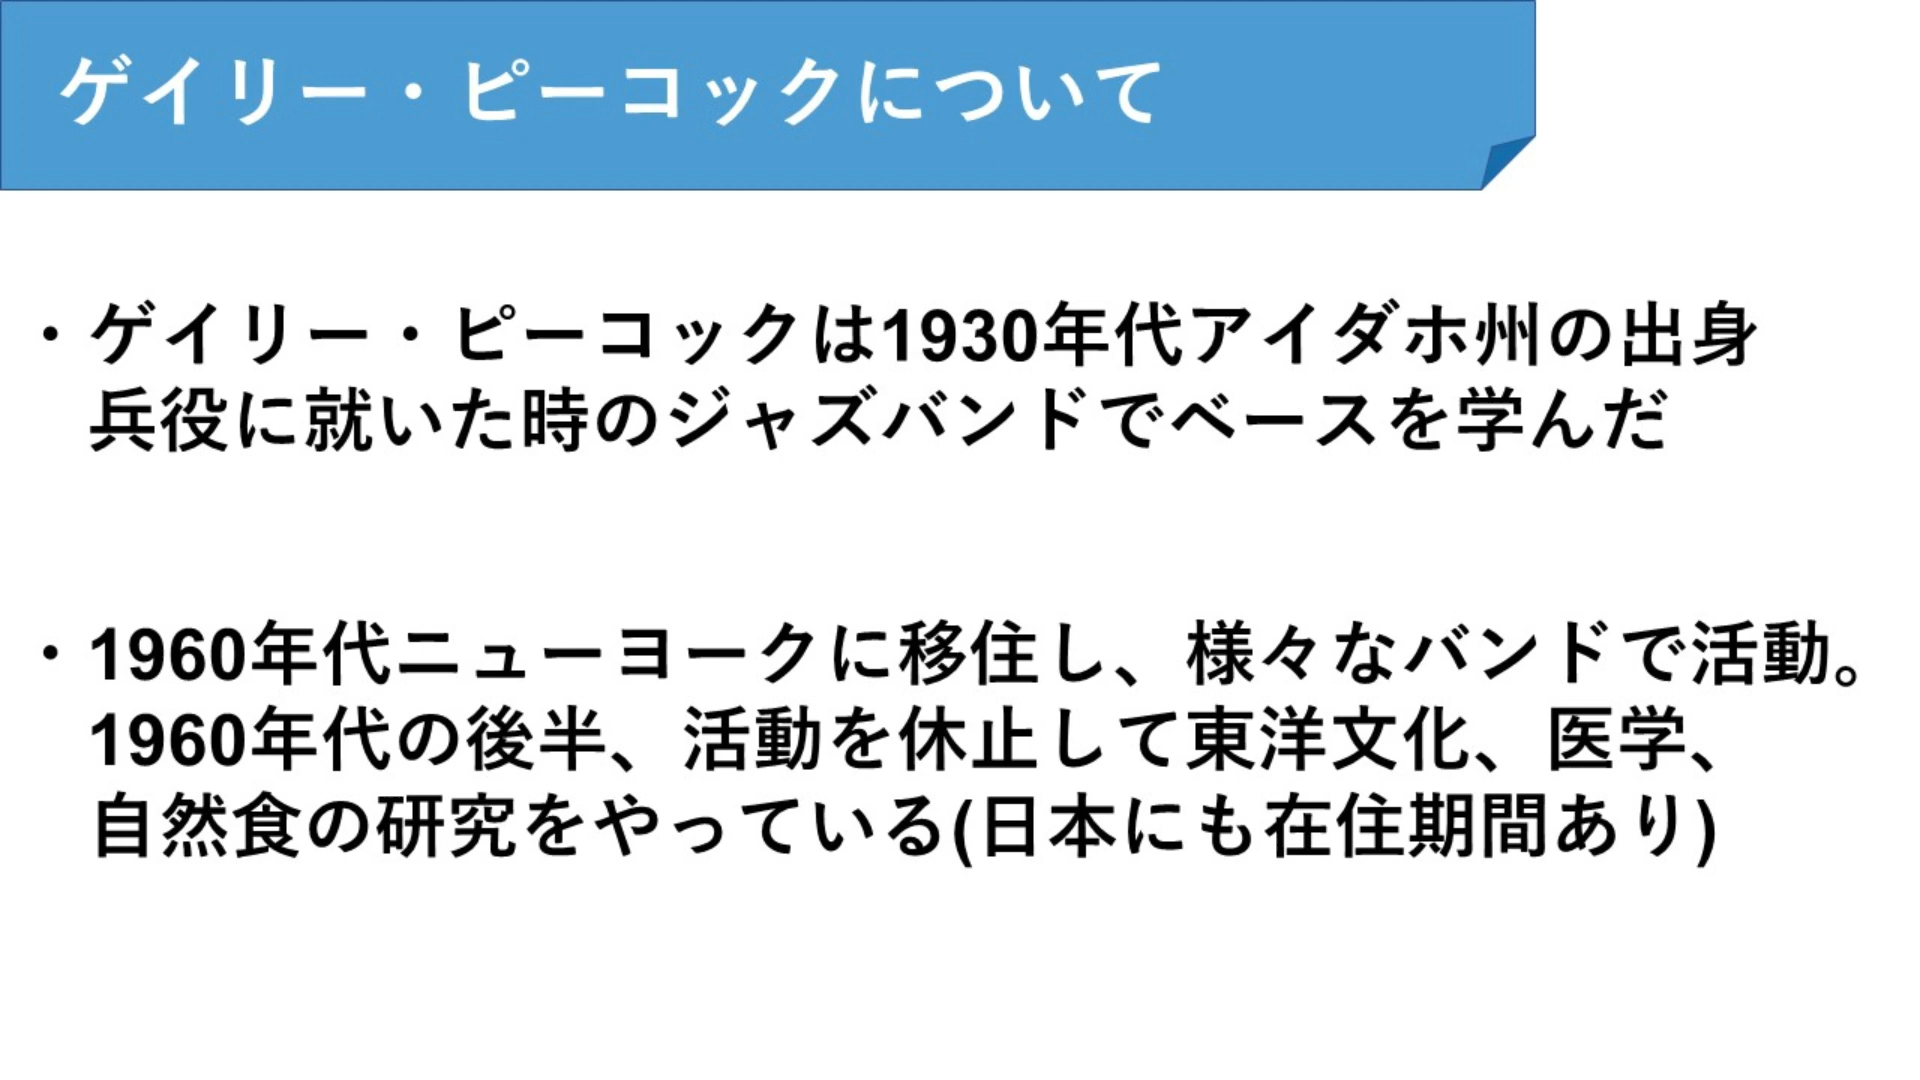 ゲイリー・ピーコックについて
・ゲイリー・ピーコックは1930年代アイダホ州の出身
兵役に就いた時のジャズバンドでベースを学んだ
・1960年代ニューヨークに移住し、様々なバンドで活動。
1960年代の後半、活動を休止して東洋文化、医学、
自然食の研究をやっている(日本にも在住期間あり)